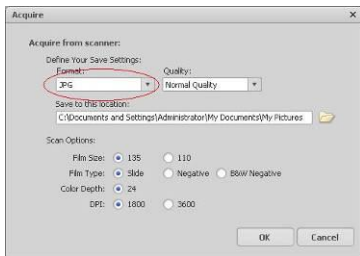 Acquire
Acquire from scanner:
Define Your Save Settings:
Format: Quality:
JPG Normal Quality
Save to this location:
C:\Documents and Settings\Administrator\My Documents\My Pictures
Scan Options:
Film Size: 135 110
Film Type: Slide Negative B&W Negative
Color Depth: 24
DPI: 1800 3600
OK Cancel